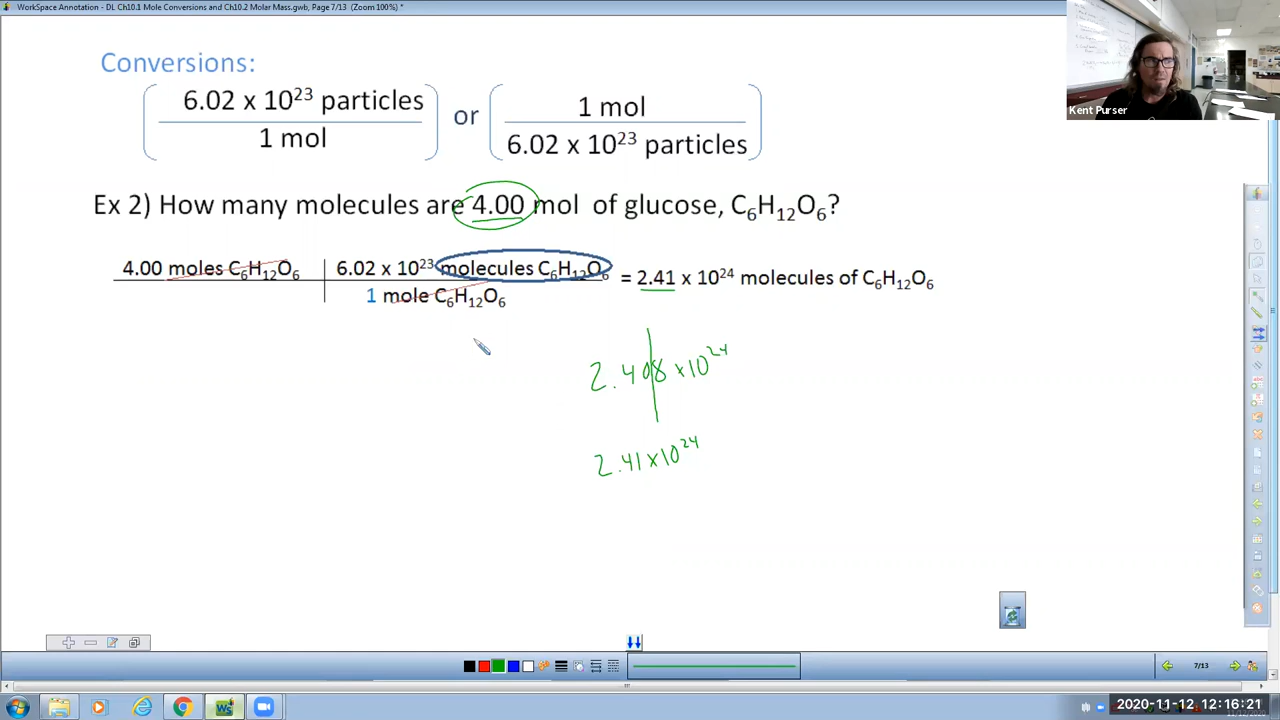 WorkSpace Annotation - DL Ch10.1 Mole Conversions and Ch10.2 Molar Mass.gwb, Page 7/13 (Zoom 100%) *
Kent Purser
Conversions:
6.02 x 10²³ particles
1 mol
or
1 mol
6.02 x 10²³ particles
Ex 2) How many molecules are 4.00 mol of glucose, C₆H₁₂O₆?
4.00 moles C₆H₁₂O₆
6.02 x 10²³ molecules C₆H₁₂O₆
1 mole C₆H₁₂O₆
= 2.41 x 10²⁴ molecules of C₆H₁₂O₆
2.408 x 10²⁴
2.41 x 10²⁴
7/13
2020-11-12, 12:16:21